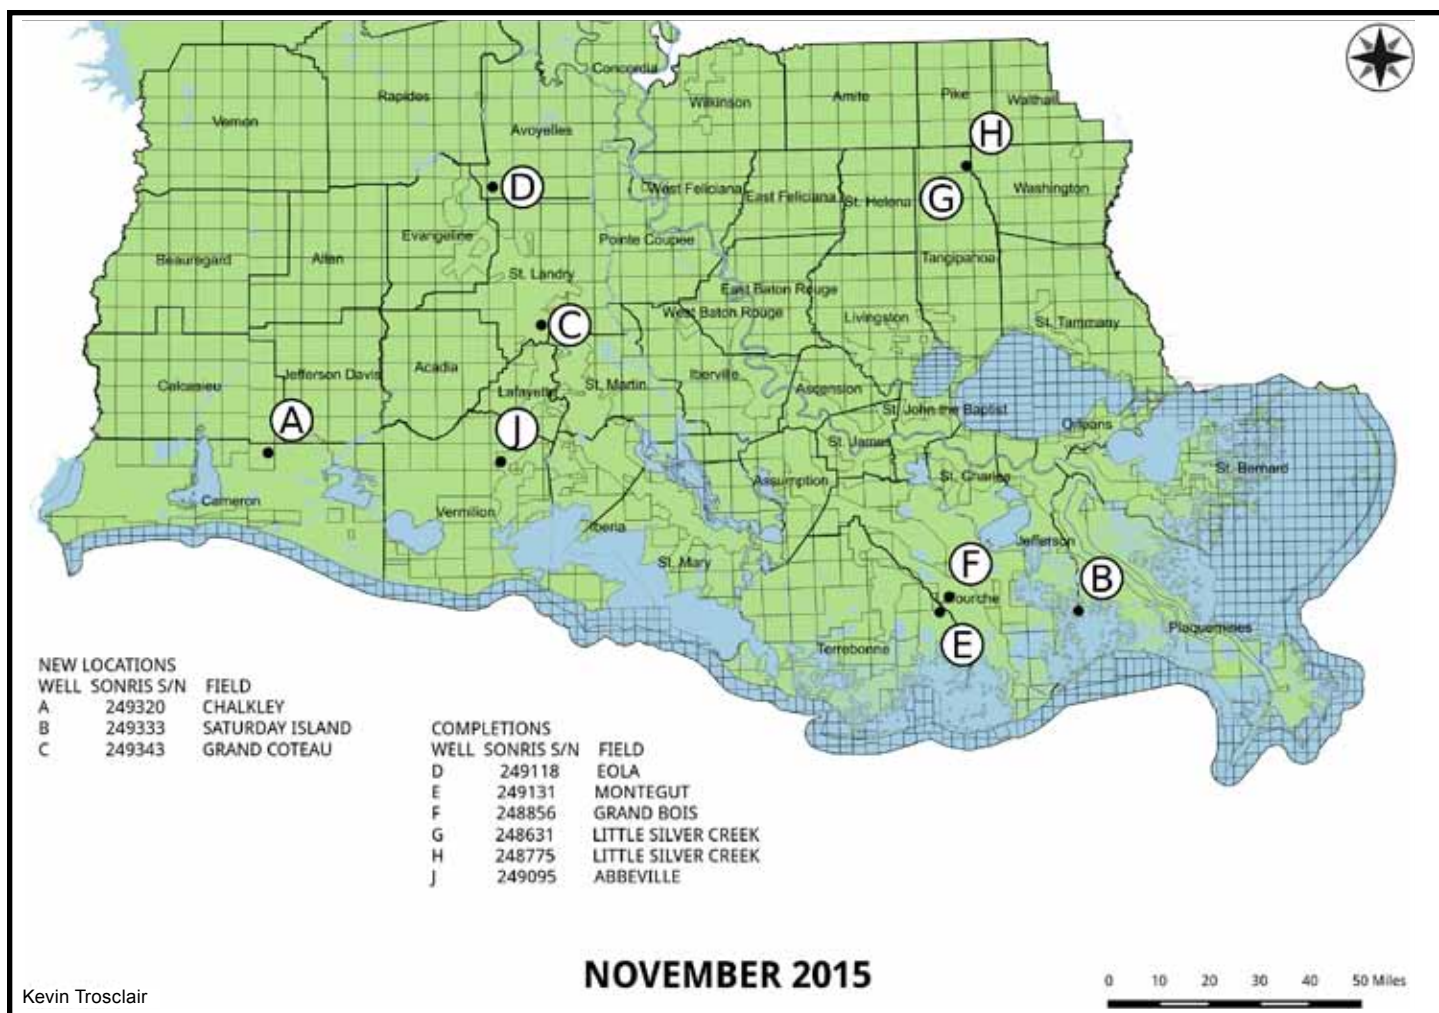 Concordia
Rapides
Wilkinson
Amite
Pike
Walthall
Vernon
Avoyelles
H
D
West Feliciana
East Feliciana
St. Helena
G
Washington
Evangeline
Pointe Coupee
Beauregard
Allen
St. Landry
Tangipahoa
East Baton Rouge
West Baton Rouge
Livingston
St. Tammany
C
Acadia
Jefferson Davis
Calcasieu
Lafayette
St. Martin
Iberville
Ascension
A
J
St. John the Baptist
Orleans
St. James
St. Bernard
Assumption
St. Charles
Cameron
Vermilion
Iberia
Jefferson
St. Mary
F
B
Plaquemines
E
Terrebonne
NEW LOCATIONS
WELL SONRIS S/N FIELD
A 249320 CHALKLEY
B 249333 SATURDAY ISLAND
C 249343 GRAND COTEAU
COMPLETIONS
WELL SONRIS S/N FIELD
D 249118 EOLA
E 249131 MONTEGUT
F 248856 GRAND BOIS
G 248631 LITTLE SILVER CREEK
H 248775 LITTLE SILVER CREEK
J 249095 ABBEVILLE
NOVEMBER 2015
0 10 20 30 40 50 Miles
Kevin Trosclair